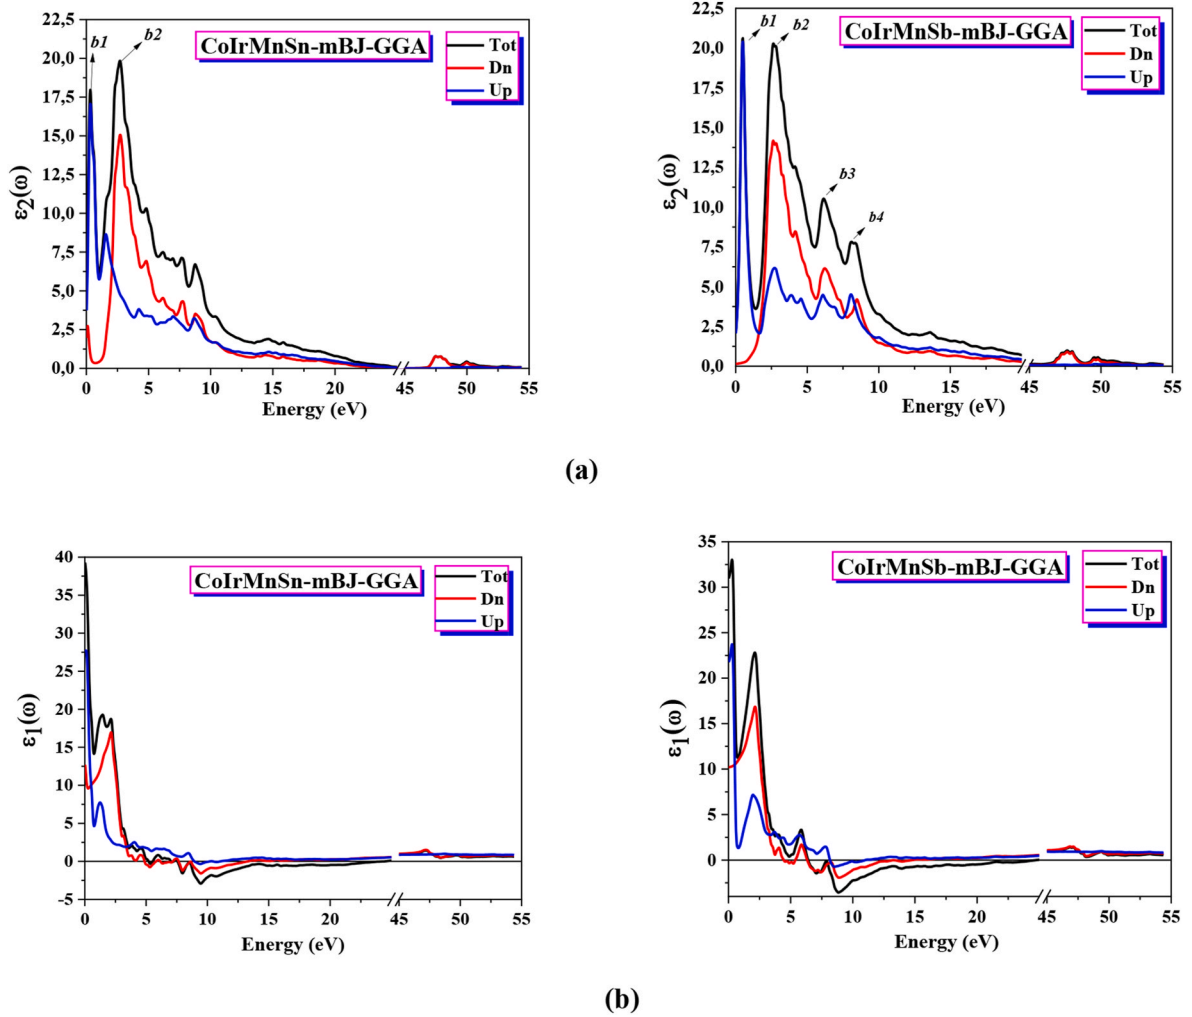 22,5
20,0
17,5
15,0
12,5
10,0
7,5
5,0
2,5
0,0
ε2(ω)
b1
b2
CoIrMnSn-mBJ-GGA
Tot
Dn
Up
0 5 10 15 20 45 50 55
Energy (eV)
22,5
20,0
17,5
15,0
12,5
10,0
7,5
5,0
2,5
0,0
ε2(ω)
b1
b2
b3
b4
CoIrMnSb-mBJ-GGA
Tot
Dn
Up
0 5 10 15 45 50 55
Energy (eV)
(a)
40
35
30
25
20
15
10
5
0
-5
ε1(ω)
CoIrMnSn-mBJ-GGA
Tot
Dn
Up
0 5 10 15 20 45 50 55
Energy (eV)
35
30
25
20
15
10
5
0
ε1(ω)
CoIrMnSb-mBJ-GGA
Tot
Dn
Up
0 5 10 15 20 45 50 55
Energy (eV)
(b)